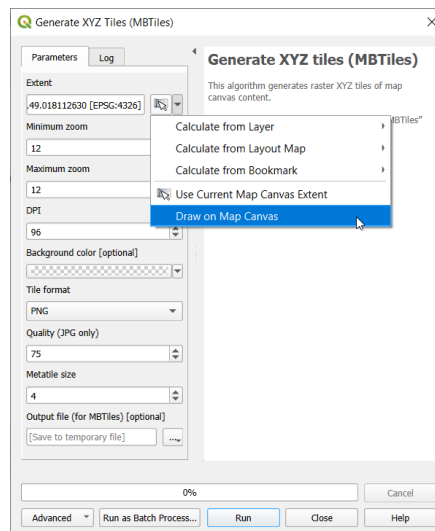 Generate XYZ Tiles (MBTiles)
Parameters
Log
Extent
,49.018112630 [EPSG:4326]
Minimum zoom
12
Maximum zoom
12
DPI
96
Background color [optional]
Tile format
PNG
Quality (JPG only)
75
Metatile size
4
Output file (for MBTiles) [optional]
[Save to temporary file]
...
Generate XYZ tiles (MBTiles)
This algorithm generates raster XYZ tiles of map
canvas content.
MBTiles"
Calculate from Layer
Calculate from Layout Map
Calculate from Bookmark
Use Current Map Canvas Extent
Draw on Map Canvas
0%
Cancel
Advanced
Run as Batch Process...
Run
Close
Help